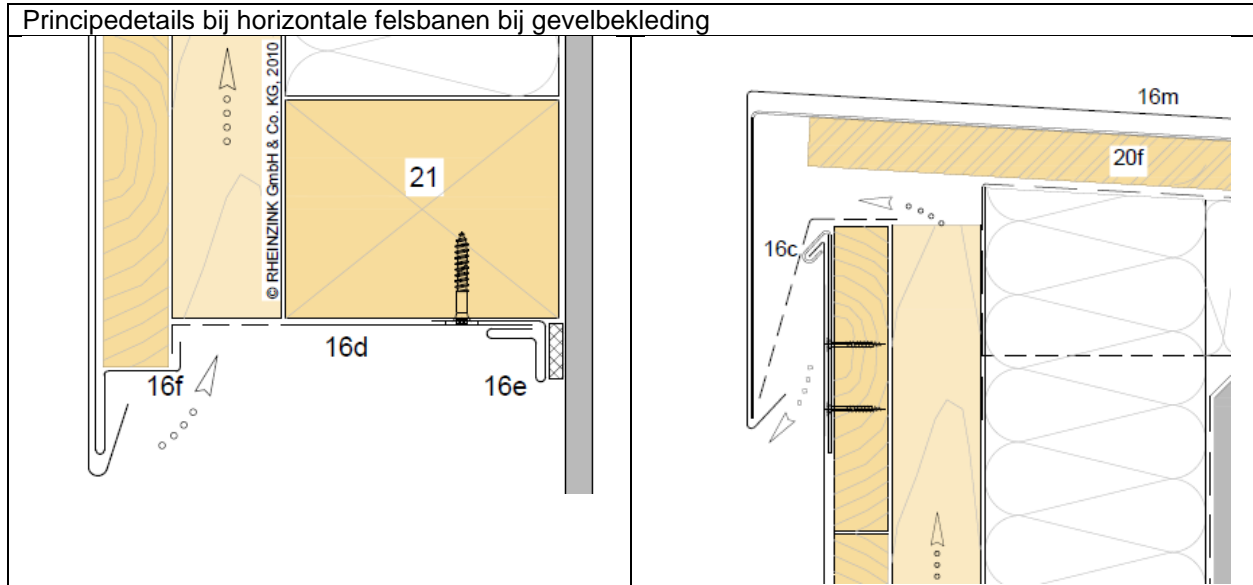 Principedetails bij horizontale felsbanen bij gevelbekleding
© RHEINZINK GmbH & Co. KG, 2010
21
16d
16f
16e
16m
20f
16c